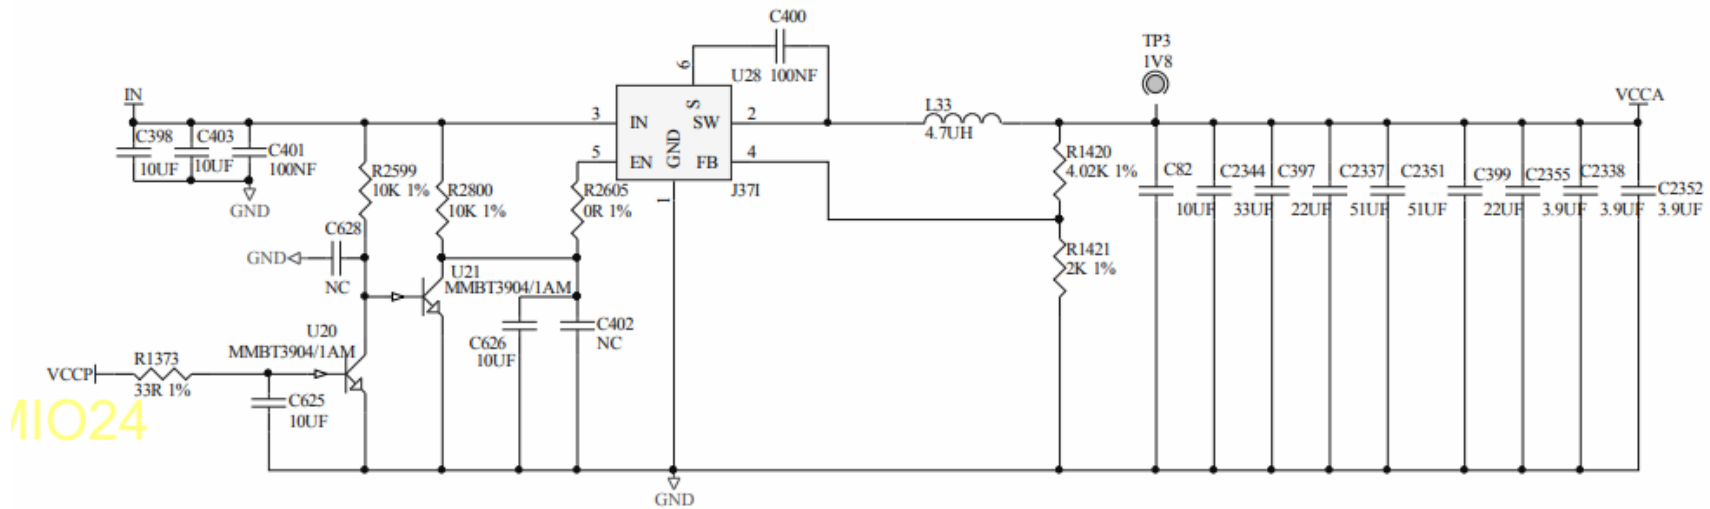 C400
100NF
6
U28
TP3
1V8
IN
C398
10UF
C403
10UF
C401
100NF
GND
3
5
IN
EN
S
GND
SW
FB
2
4
1
J37I
L33
4.7UH
VCCA
R2599
10K 1%
R2800
10K 1%
R2605
0R 1%
R1420
4.02K 1%
R1421
2K 1%
C82
10UF
C2344
33UF
C397
22UF
C2337
51UF
C2351
51UF
C399
22UF
C2355
3.9UF
C2338
3.9UF
C2352
3.9UF
C628
GND
NC
U21
MMBT3904/1AM
U20
MMBT3904/1AM
C626
10UF
C402
NC
VCCP
R1373
33R 1%
C625
10UF
MIO24
GND